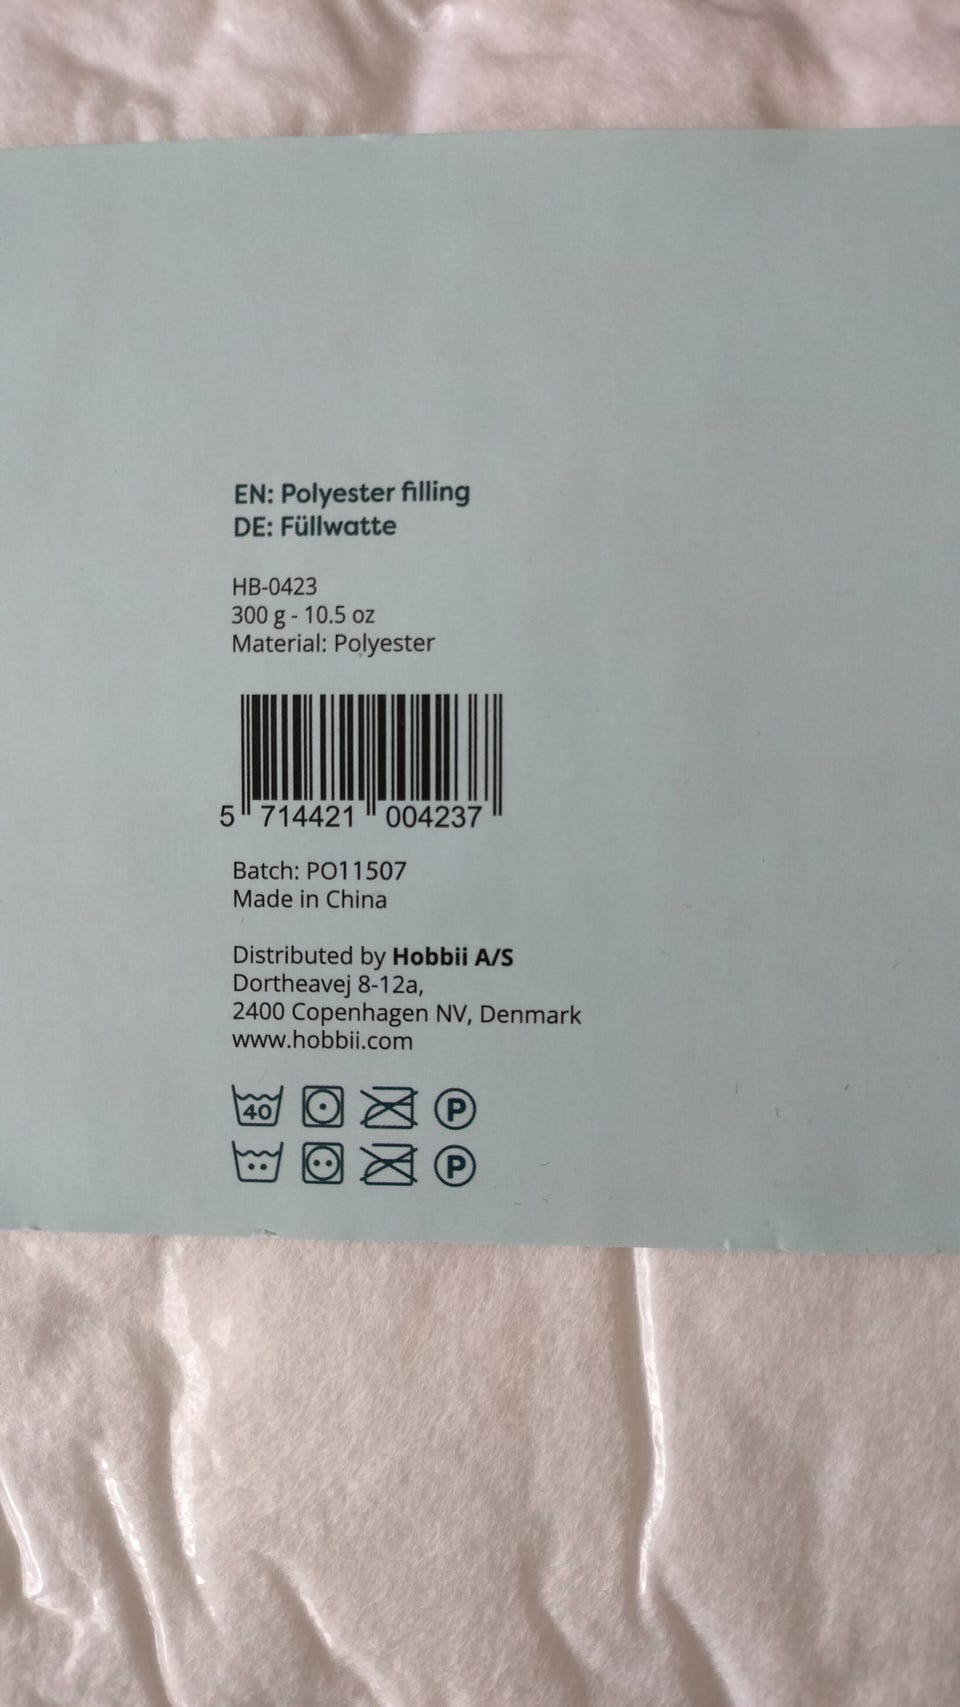 EN: Polyester filling
DE: Füllwatte
HB-0423
300 g - 10.5 oz
Material: Polyester
5 714421 004237
Batch: PO11507
Made in China
Distributed by Hobbii A/S
Dortheavej 8-12a,
2400 Copenhagen NV, Denmark
www.hobbii.com
40 P
P